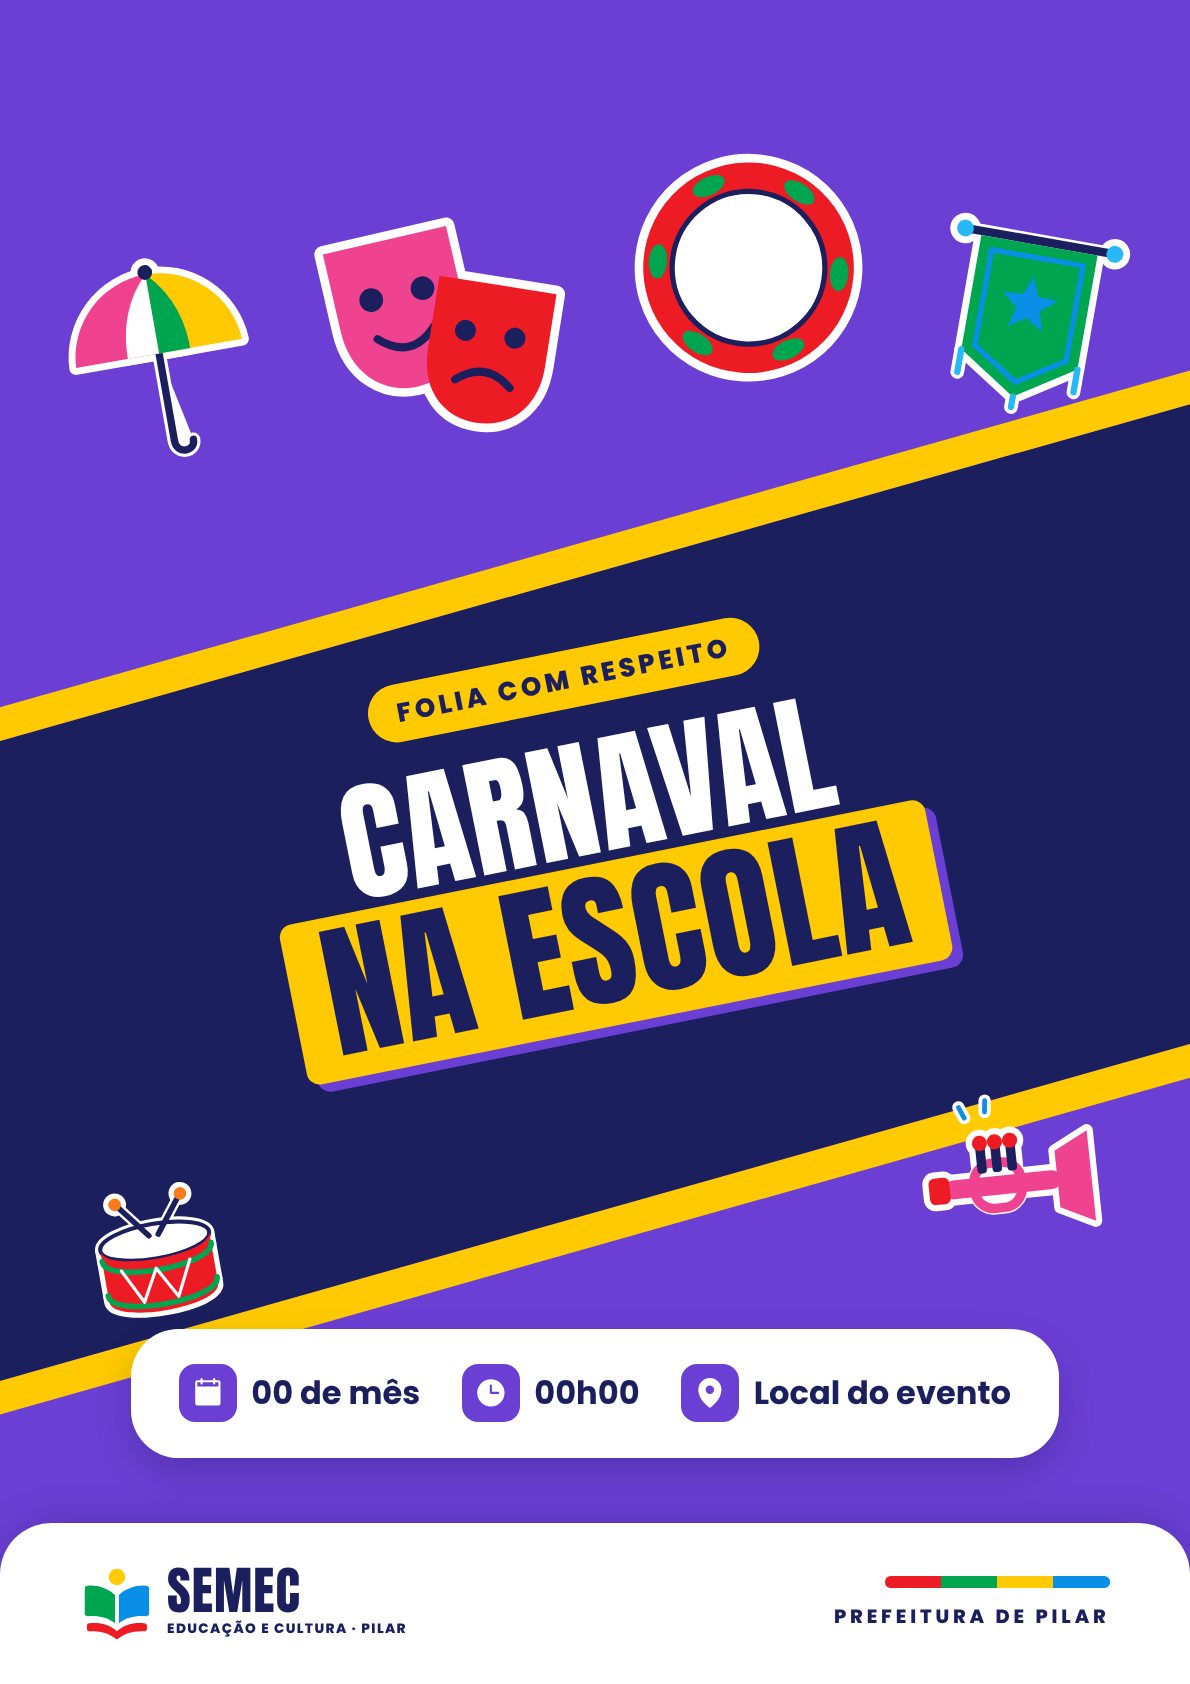 FOLIA COM RESPEITO
CARNAVAL
NA ESCOLA
00 de mês
00h00
Local do evento
SEMEC
EDUCAÇÃO E CULTURA · PILAR
PREFEITURA DE PILAR